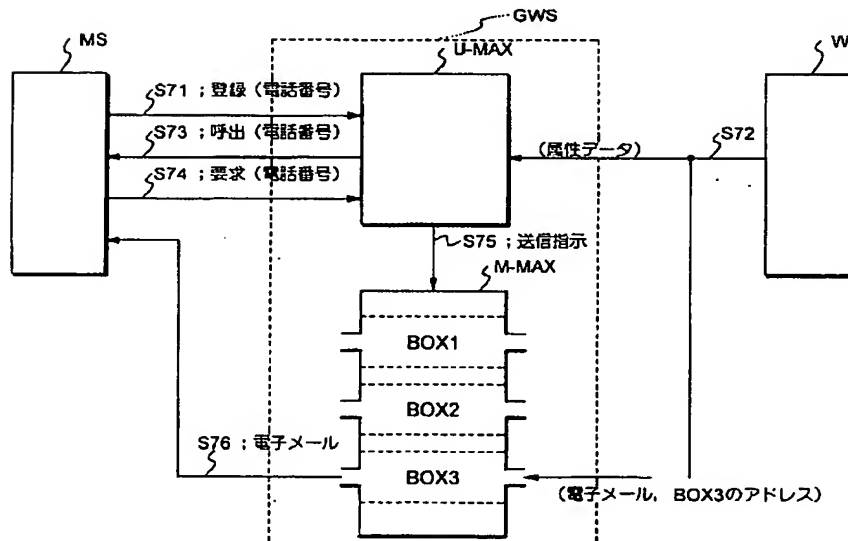 GWS
MS
U-MAX
W
S71 ; 登録 (電話番号)
S73 ; 呼出 (電話番号)
S72
(属性データ)
S74 ; 要求 (電話番号)
S75 ; 送信指示
M-MAX
BOX1
BOX2
S76 ; 電子メール
BOX3
(電子メール, BOX3のアドレス)